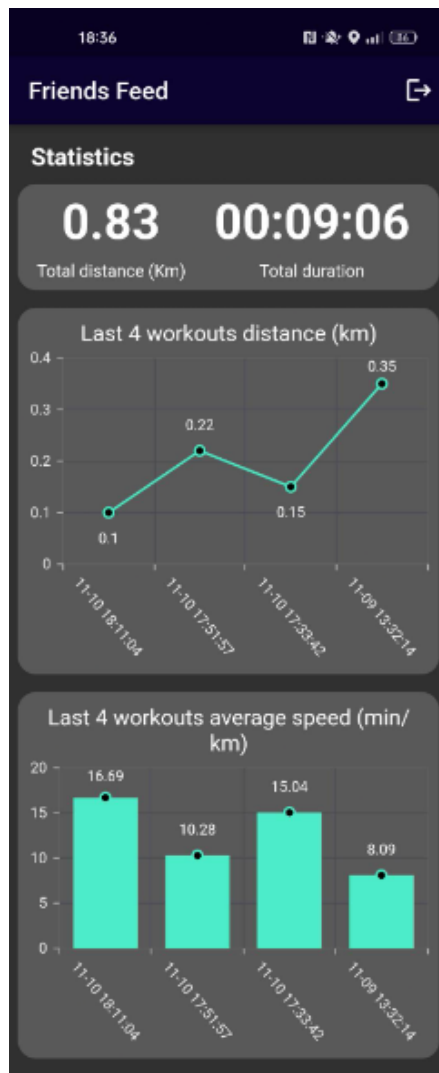 18:36
36
Friends Feed
Statistics
0.83 00:09:06
Total distance (Km) Total duration
Last 4 workouts distance (km)
0.4
0.35
0.3
0.22
0.2
0.15
0.1
0.1
0
11-10 18:11:04 11-10 17:51:57 11-10 17:33:42 11-09 13:32:14
Last 4 workouts average speed (min/
km)
20
16.69
15.04
15
10.28
10
8.09
5
0
11-10 18:11:04 11-10 17:51:57 11-10 17:33:42 11-09 13:32:14